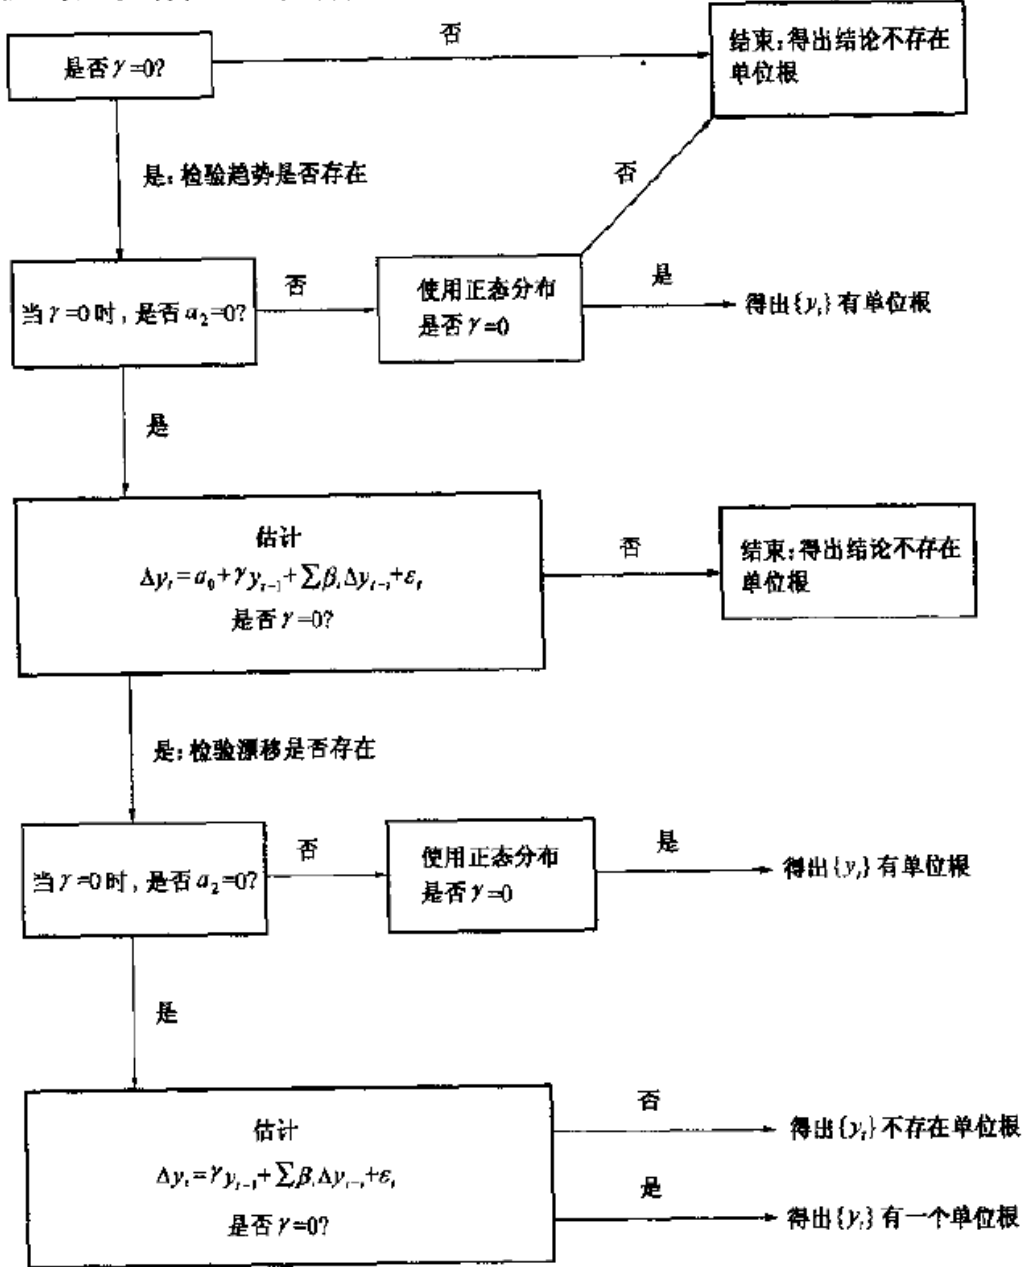 否
是否γ=0?
结束:得出结论不存在
单位根
是:检验趋势是否存在
否
当γ=0时,是否a₂=0?
否
使用正态分布
是否γ=0
是
得出{yₜ}有单位根
是
估计
Δyₜ=a₀+γyₜ₋₁+∑βᵢΔyₜ₋ᵢ+εₜ
是否γ=0?
否
结束:得出结论不存在
单位根
是:检验漂移是否存在
当γ=0时,是否a₂=0?
否
使用正态分布
是否γ=0
是
得出{yₜ}有单位根
是
估计
Δyₜ=γyₜ₋₁+∑βᵢΔyₜ₋ᵢ+εₜ
是否γ=0?
否
得出{yₜ}不存在单位根
是
得出{yₜ}有一个单位根